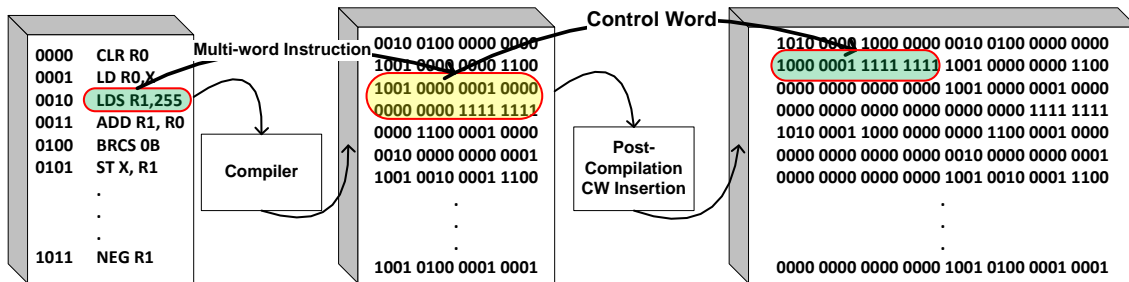 Control Word
Multi-word Instruction
0000 CLR R0
0001 LD R0,X
0010 LDS R1,255
0011 ADD R1, R0
0100 BRCS 0B
0101 ST X, R1
.
.
.
1011 NEG R1
Compiler
0010 0100 0000 0000
1001 0000 0000 1100
1001 0000 0001 0000
0000 0000 1111 1111
0000 1100 0001 0000
0010 0000 0000 0001
1001 0010 0001 1100
.
.
.
1001 0100 0001 0001
Post-
Compilation
CW Insertion
1010 0000 1000 0000 0010 0100 0000 0000
1000 0001 1111 1111 1001 0000 0000 1100
0000 0000 0000 0000 1001 0000 0001 0000
0000 0000 0000 0000 0000 0000 1111 1111
1010 0001 1000 0000 0000 1100 0001 0000
0000 0000 0000 0000 0010 0000 0000 0001
0000 0000 0000 0000 1001 0010 0001 1100
.
.
.
0000 0000 0000 0000 1001 0100 0001 0001